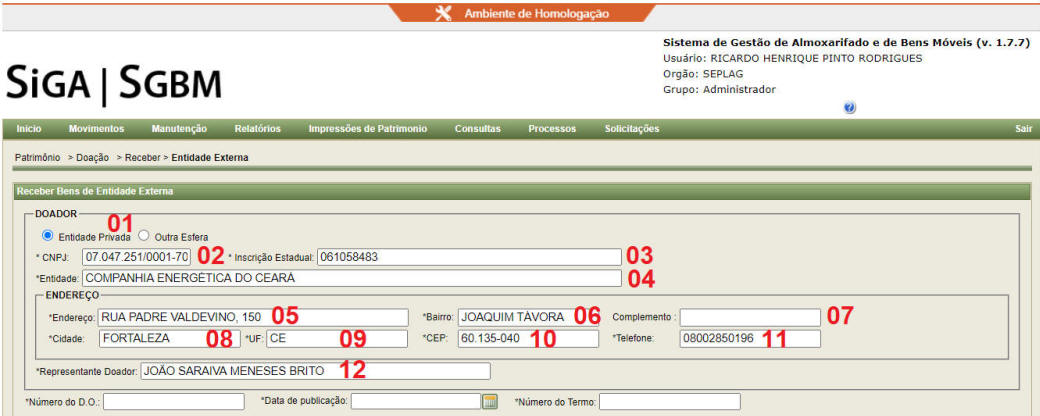 Ambiente de Homologação
Sistema de Gestão de Almoxarifado e de Bens Móveis (v. 1.7.7)
Usuário: RICARDO HENRIQUE PINTO RODRIGUES
Orgão: SEPLAG
Grupo: Administrador
SiGA | SGBM
Inicio Movimentos Manutenção Relatórios Impressões de Patrimonio Consultas Processos Solicitações Sair
Patrimônio > Doação > Receber > Entidade Externa
Receber Bens de Entidade Externa
DOADOR
01
Entidade Privada Outra Esfera
* CNPJ: 07.047.251/0001-70 02 * Inscrição Estadual: 061058483 03
*Entidade: COMPANHIA ENERGÉTICA DO CEARÁ 04
ENDEREÇO
*Endereço: RUA PADRE VALDEVINO, 150 05 *Bairro: JOAQUIM TÁVORA 06 Complemento : 07
*Cidade: FORTALEZA 08 *UF: CE 09 *CEP: 60.135-040 10 *Telefone: 08002850196 11
*Representante Doador: JOÃO SARAIVA MENESES BRITO 12
*Número do D.O.: *Data de publicação: *Número do Termo: